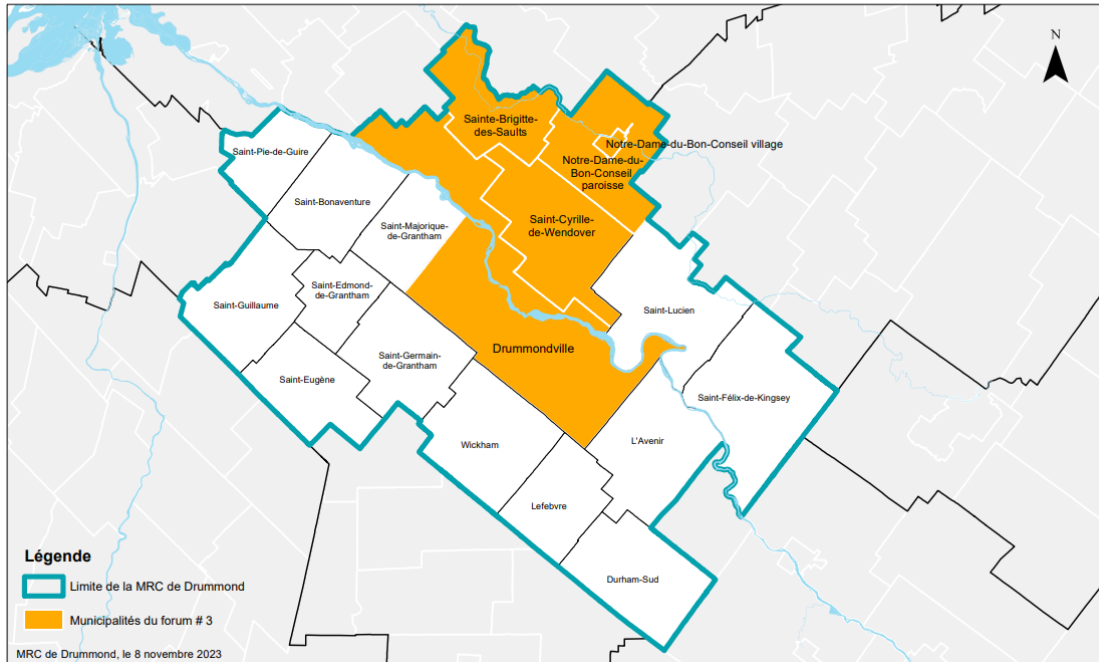 N
Sainte-Brigitte-
des-Saults
Notre-Dame-du-Bon-Conseil village
Saint-Pie-de-Guire
Notre-Dame-du-
Bon-Conseil
paroisse
Saint-Bonaventure
Saint-Majorique-
de-Grantham
Saint-Cyrille-
de-Wendover
Saint-Edmond-
de-Grantham
Saint-Guillaume
Saint-Lucien
Drummondville
Saint-Germain-
de-Grantham
Saint-Eugène
Saint-Félix-de-Kingsey
Wickham
L'Avenir
Lefebvre
Durham-Sud
Légende
Limite de la MRC de Drummond
Municipalités du forum # 3
MRC de Drummond, le 8 novembre 2023